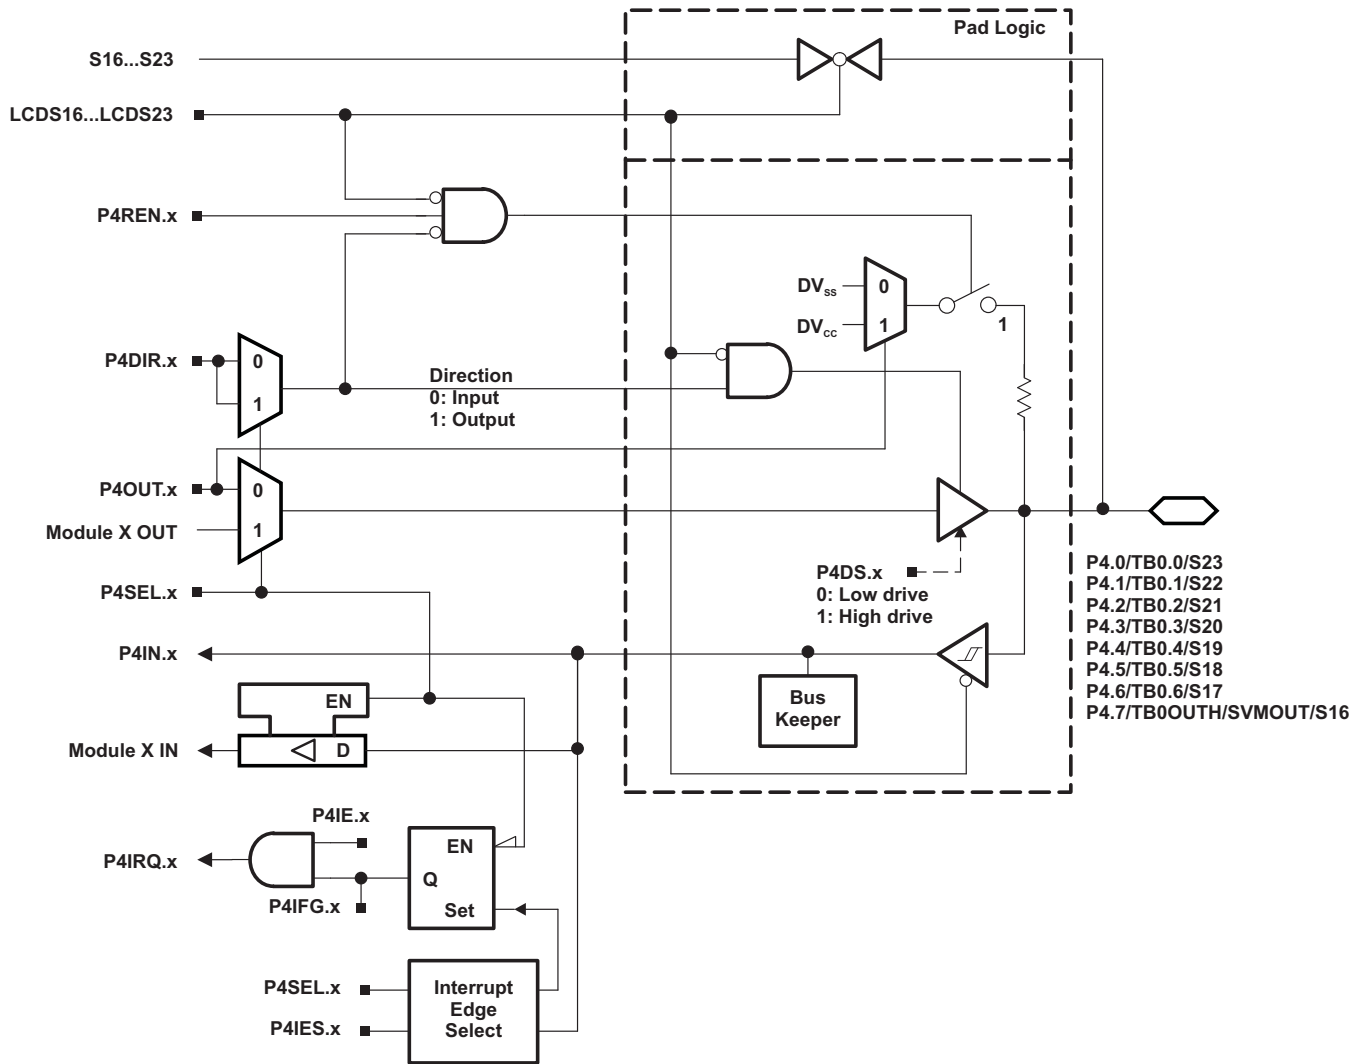 Pad Logic
S16...S23
LCDS16...LCDS23
P4REN.x
DVSS
0
DVCC
1
1
P4DIR.x
0
1
Direction
0: Input
1: Output
P4OUT.x
0
Module X OUT
1
P4DS.x
0: Low drive
1: High drive
P4.0/TB0.0/S23
P4.1/TB0.1/S22
P4.2/TB0.2/S21
P4.3/TB0.3/S20
P4.4/TB0.4/S19
P4.5/TB0.5/S18
P4.6/TB0.6/S17
P4.7/TB0OUTH/SVMOUT/S16
P4SEL.x
P4IN.x
Bus
Keeper
EN
Module X IN
D
P4IE.x
P4IRQ.x
EN
Q
P4IFG.x
Set
P4SEL.x
P4IES.x
Interrupt
Edge
Select